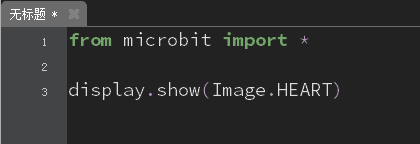 无标题 *
1 from microbit import *
2
3 display.show(Image.HEART)